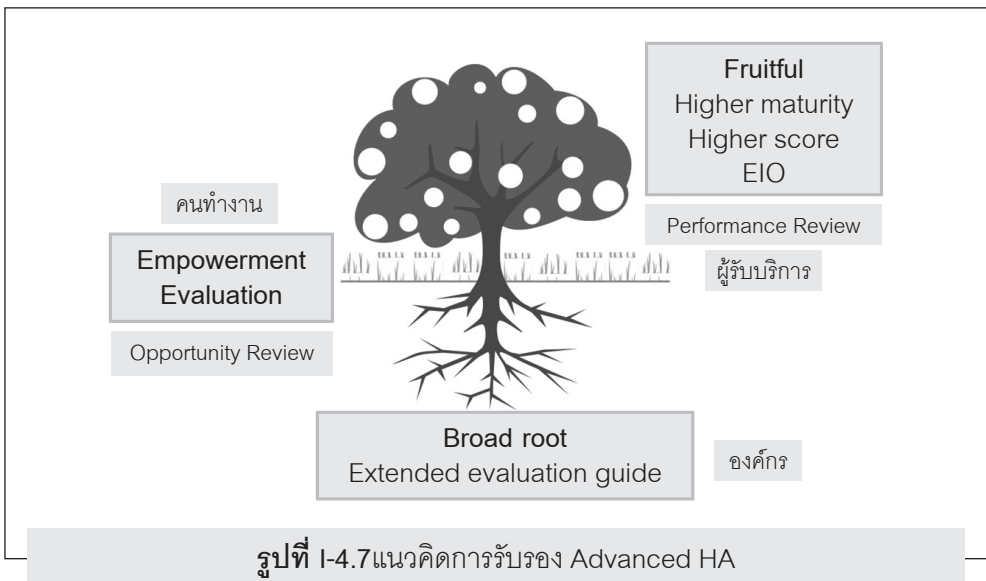 Fruitful
Higher maturity
Higher score
EIO
Performance Review
ผู้รับบริการ
คนทำงาน
Empowerment
Evaluation
Opportunity Review
Broad root
Extended evaluation guide
องค์กร
รูปที่ I-4.7แนวคิดการรับรอง Advanced HA